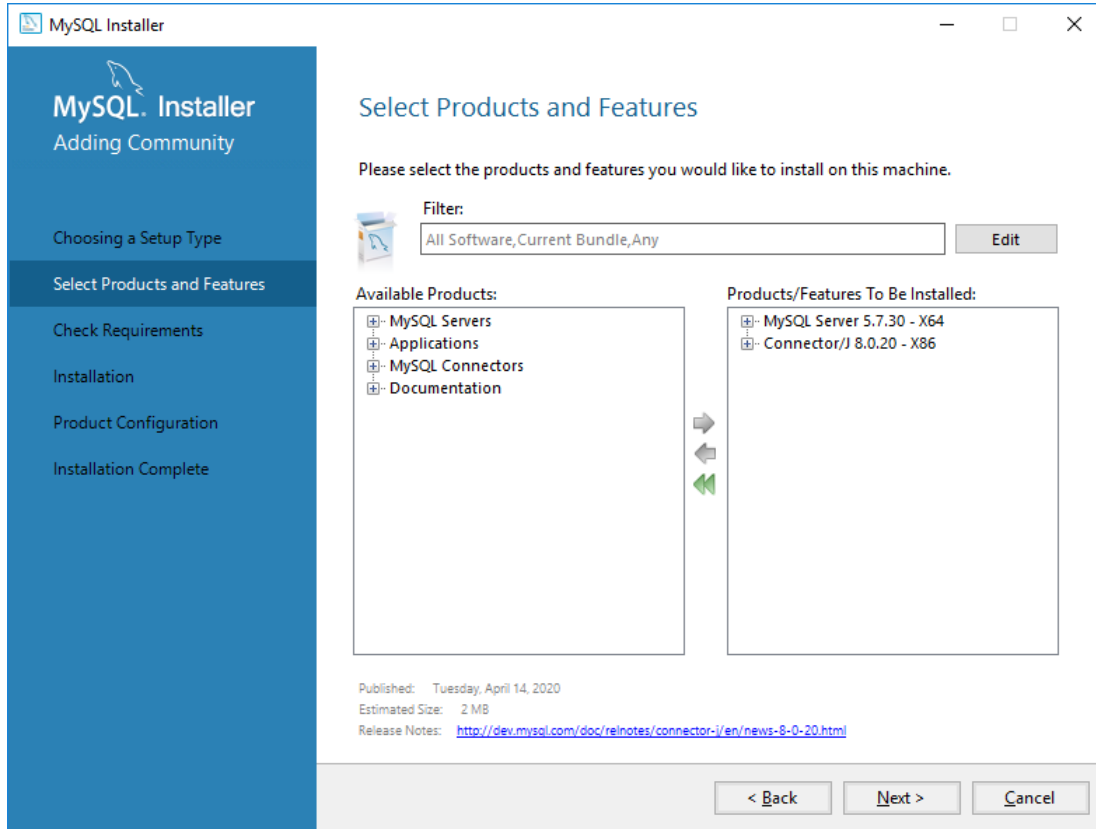 MySQL Installer
MySQL. Installer
Adding Community
Choosing a Setup Type
Select Products and Features
Check Requirements
Installation
Product Configuration
Installation Complete
Select Products and Features
Please select the products and features you would like to install on this machine.
Filter:
All Software,Current Bundle,Any
Edit
Available Products:
MySQL Servers
Applications
MySQL Connectors
Documentation
Products/Features To Be Installed:
MySQL Server 5.7.30 - X64
Connector/J 8.0.20 - X86
Published: Tuesday, April 14, 2020
Estimated Size: 2 MB
Release Notes: http://dev.mysql.com/doc/relnotes/connector-j/en/news-8-0-20.html
< Back
Next >
Cancel